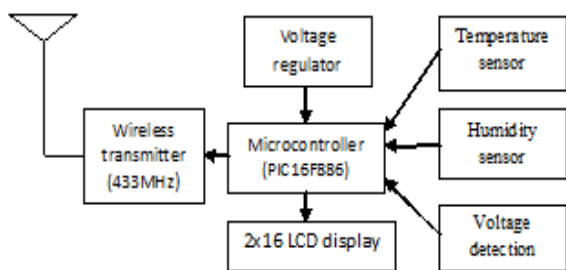 Voltage
regulator
Temperature
sensor
Wireless
transmitter
(433MHz)
Microcontroller
(PIC16F886)
Humidity
sensor
2x16 LCD display
Voltage
detection